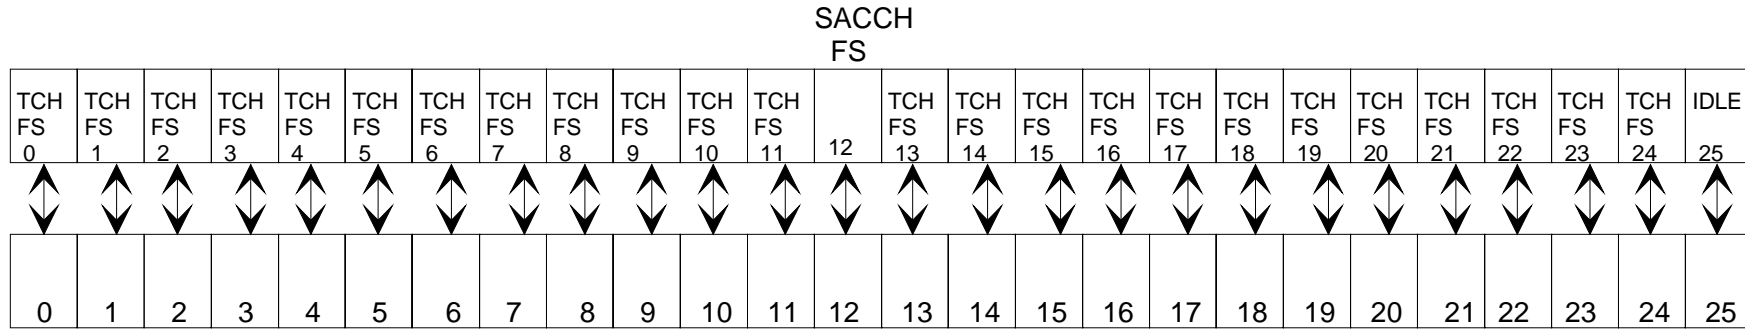 SACCH
FS
TCH TCH TCH TCH TCH TCH TCH TCH TCH TCH TCH TCH TCH TCH TCH TCH TCH TCH TCH TCH TCH TCH TCH TCH IDLE
FS FS FS FS FS FS FS FS FS FS FS FS FS FS FS FS FS FS FS FS FS FS FS FS
0 1 2 3 4 5 6 7 8 9 10 11 12 13 14 15 16 17 18 19 20 21 22 23 24 25
0 1 2 3 4 5 6 7 8 9 10 11 12 13 14 15 16 17 18 19 20 21 22 23 24 25